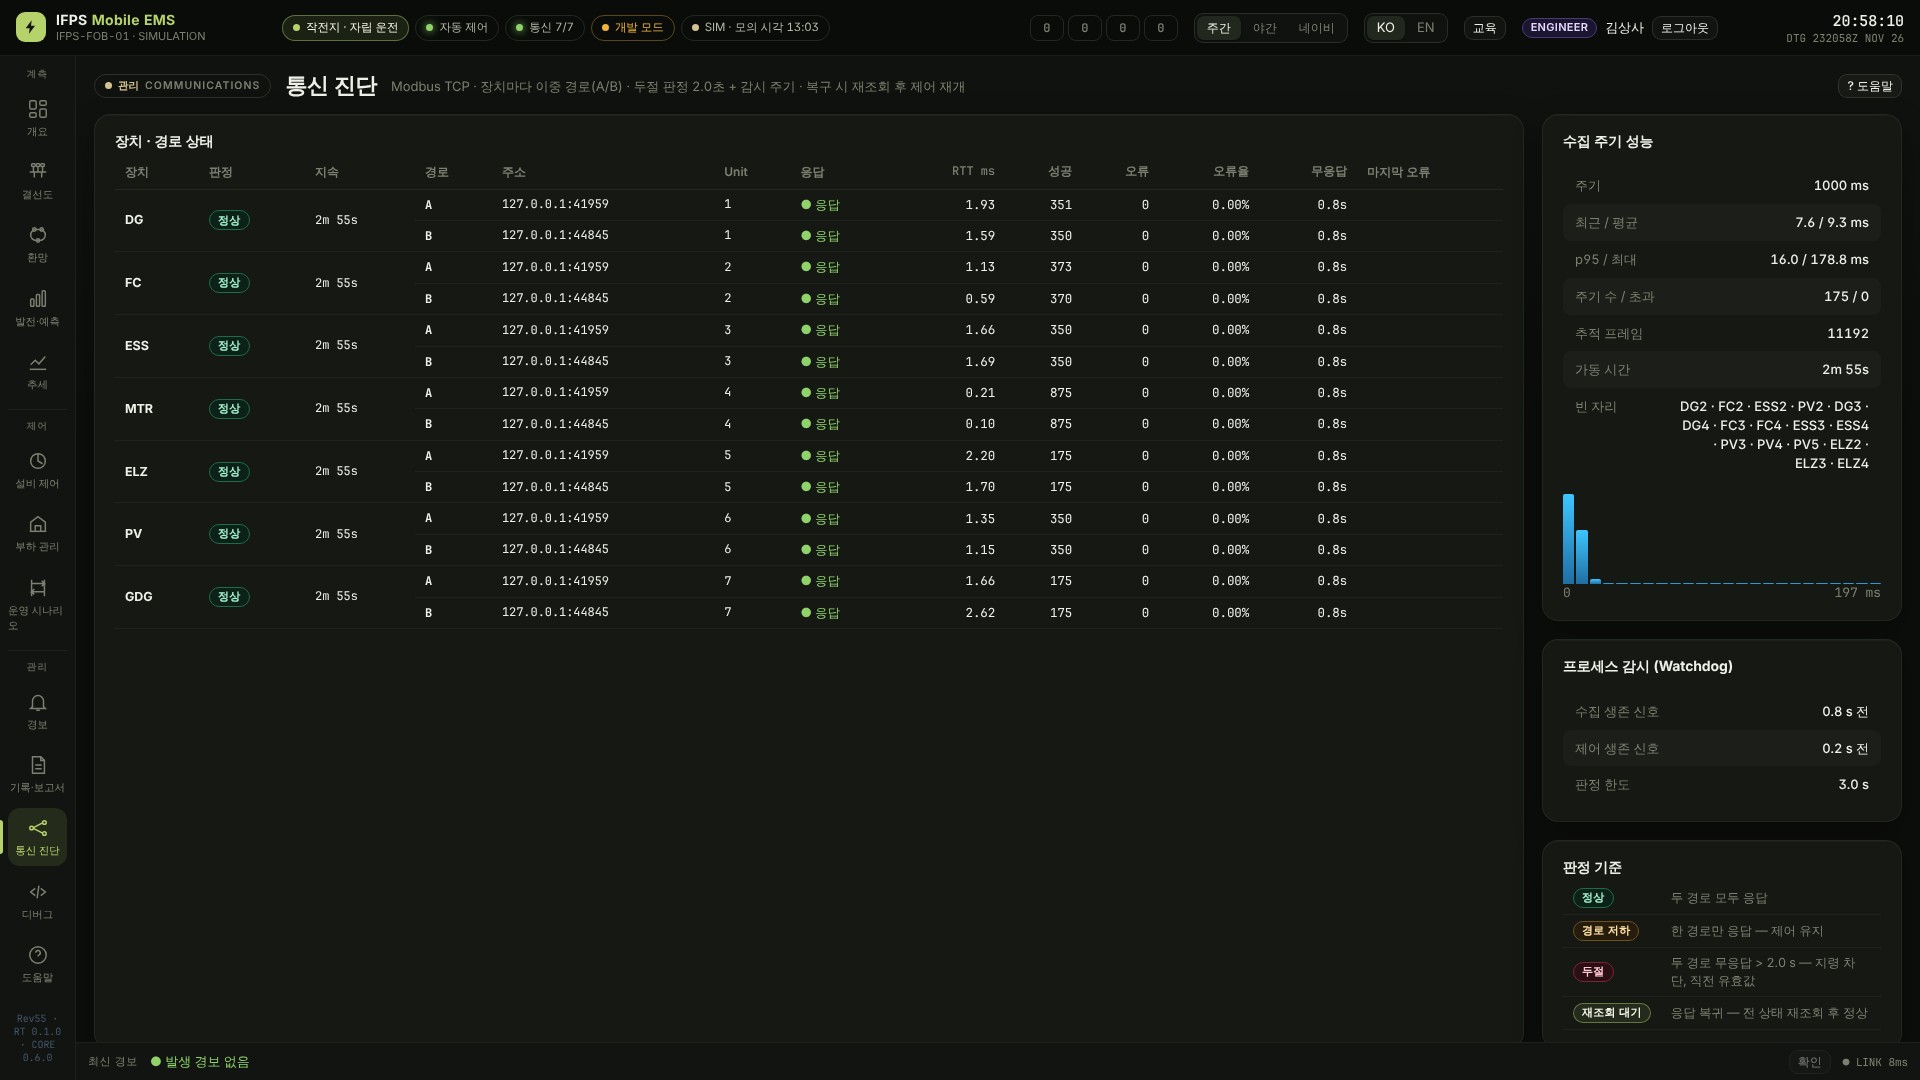 IFPS Mobile EMS
IFPS-FOB-01 · SIMULATION
작전지 · 자립 운전
자동 제어
통신 7/7
개발 모드
SIM · 모의 시각 13:03
0 0 0 0
주간 야간 네이비
KO EN
교육
ENGINEER 김상사 로그아웃
20:58:10
DTG 232058Z NOV 26
계측
개요
결선도
환망
발전·예측
추세
제어
설비 제어
부하 관리
운영 시나리
오
관리
경보
기록·보고서
통신 진단
디버그
도움말
RevSS ·
RT 0.1.0
· CORE
0.6.0
관리 COMMUNICATIONS
통신 진단
Modbus TCP · 장치마다 이중 경로(A/B) · 두절 판정 2.0초 + 감시 주기 · 복구 시 재조회 후 제어 재개
? 도움말
장치 · 경로 상태
장치 판정 지속 경로 주소 Unit 응답 RTT ms 성공 오류 오류율 무응답 마지막 오류
DG 정상 2m 55s A 127.0.0.1:41959 1 응답 1.93 351 0 0.00% 0.8s
B 127.0.0.1:44845 1 응답 1.59 350 0 0.00% 0.8s
FC 정상 2m 55s A 127.0.0.1:41959 2 응답 1.13 373 0 0.00% 0.8s
B 127.0.0.1:44845 2 응답 0.59 370 0 0.00% 0.8s
ESS 정상 2m 55s A 127.0.0.1:41959 3 응답 1.66 350 0 0.00% 0.8s
B 127.0.0.1:44845 3 응답 1.69 350 0 0.00% 0.8s
MTR 정상 2m 55s A 127.0.0.1:41959 4 응답 0.21 875 0 0.00% 0.8s
B 127.0.0.1:44845 4 응답 0.10 875 0 0.00% 0.8s
ELZ 정상 2m 55s A 127.0.0.1:41959 5 응답 2.20 175 0 0.00% 0.8s
B 127.0.0.1:44845 5 응답 1.70 175 0 0.00% 0.8s
PV 정상 2m 55s A 127.0.0.1:41959 6 응답 1.35 350 0 0.00% 0.8s
B 127.0.0.1:44845 6 응답 1.15 350 0 0.00% 0.8s
GDG 정상 2m 55s A 127.0.0.1:41959 7 응답 1.66 175 0 0.00% 0.8s
B 127.0.0.1:44845 7 응답 2.62 175 0 0.00% 0.8s
수집 주기 성능
주기 1000 ms
최근 / 평균 7.6 / 9.3 ms
p95 / 최대 16.0 / 178.8 ms
주기 수 / 초과 175 / 0
추적 프레임 11192
가동 시간 2m 55s
빈 자리 DG2 · FC2 · ESS2 · PV2 · DG3 ·
DG4 · FC3 · FC4 · ESS3 · ESS4
· PV3 · PV4 · PV5 · ELZ2 ·
ELZ3 · ELZ4
0 197 ms
프로세스 감시 (Watchdog)
수집 생존 신호 0.8 s 전
제어 생존 신호 0.2 s 전
판정 한도 3.0 s
판정 기준
정상 두 경로 모두 응답
경로 저하 한 경로만 응답 — 제어 유지
두절 두 경로 무응답 > 2.0 s — 지령 차
단, 직전 유효값
재조회 대기 응답 복귀 — 전 상태 재조회 후 정상
최신 경보 발생 경보 없음
확인 LINK 8ms